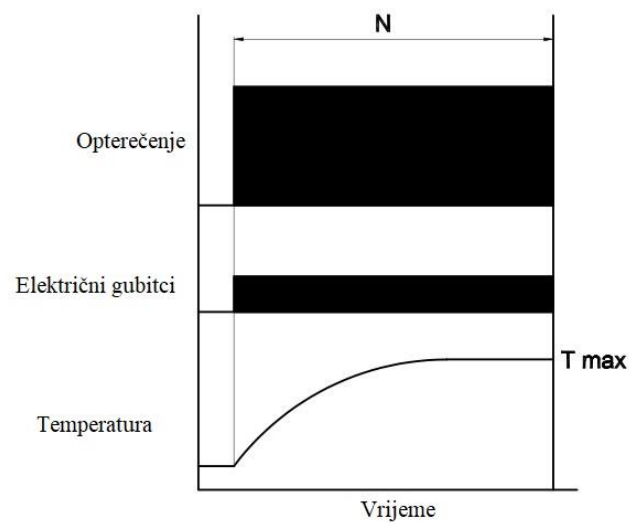 N
Opterečenje
Električni gubitci
T max
Temperatura
Vrijeme